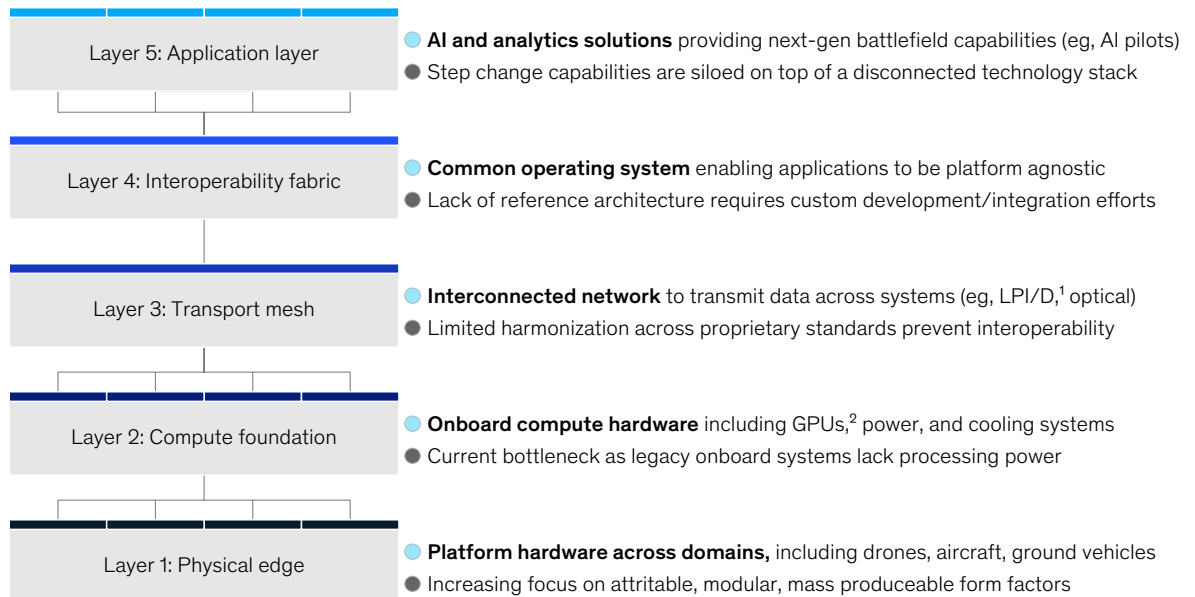 Layer 5: Application layer
AI and analytics solutions providing next-gen battlefield capabilities (eg, AI pilots)
Step change capabilities are siloed on top of a disconnected technology stack
Layer 4: Interoperability fabric
Common operating system enabling applications to be platform agnostic
Lack of reference architecture requires custom development/integration efforts
Layer 3: Transport mesh
Interconnected network to transmit data across systems (eg, LPI/D,¹ optical)
Limited harmonization across proprietary standards prevent interoperability
Layer 2: Compute foundation
Onboard compute hardware including GPUs,² power, and cooling systems
Current bottleneck as legacy onboard systems lack processing power
Layer 1: Physical edge
Platform hardware across domains, including drones, aircraft, ground vehicles
Increasing focus on attritable, modular, mass produceable form factors